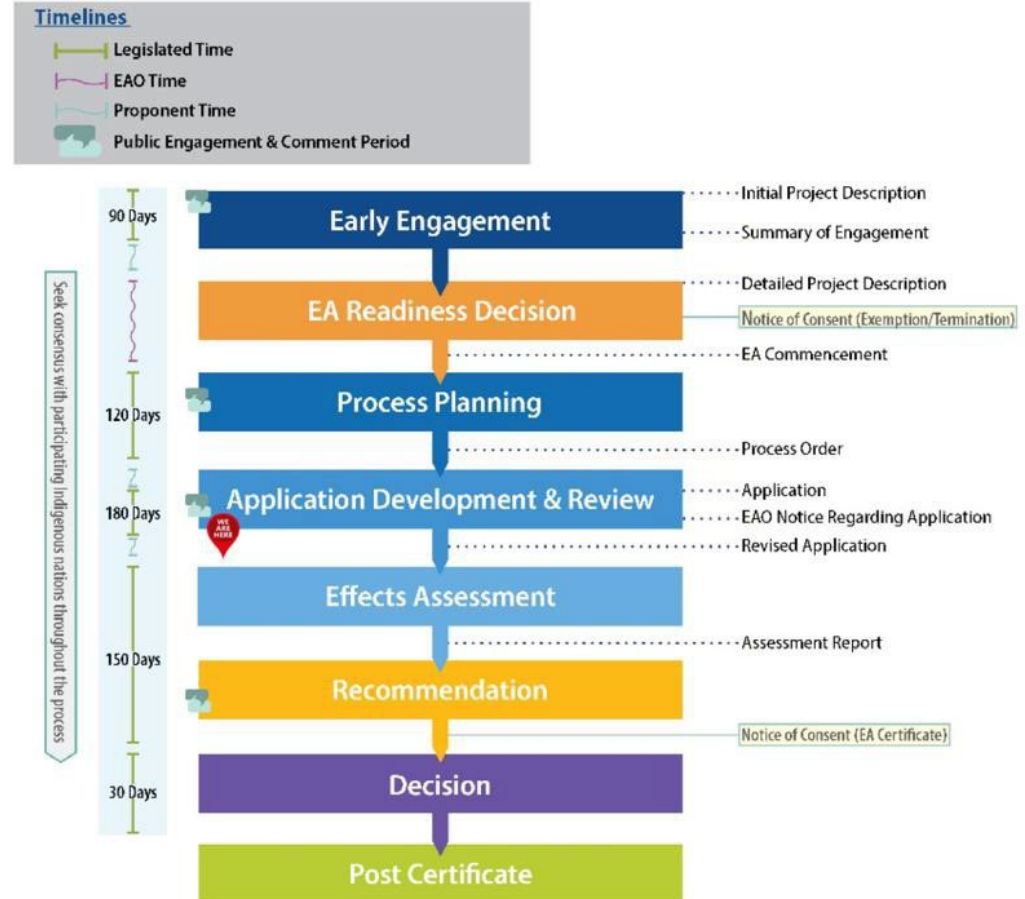 Timelines
Legislated Time
EAO Time
Proponent Time
Public Engagement & Comment Period
Seek consensus with participating Indigenous nations throughout the process
90 Days
Early Engagement
Initial Project Description
Summary of Engagement
EA Readiness Decision
Detailed Project Description
Notice of Consent (Exemption/Termination)
EA Commencement
120 Days
Process Planning
Process Order
180 Days
Application Development & Review
WE
ARE
HERE
Application
EAO Notice Regarding Application
Revised Application
Effects Assessment
150 Days
Assessment Report
Recommendation
Notice of Consent (EA Certificate)
30 Days
Decision
Post Certificate